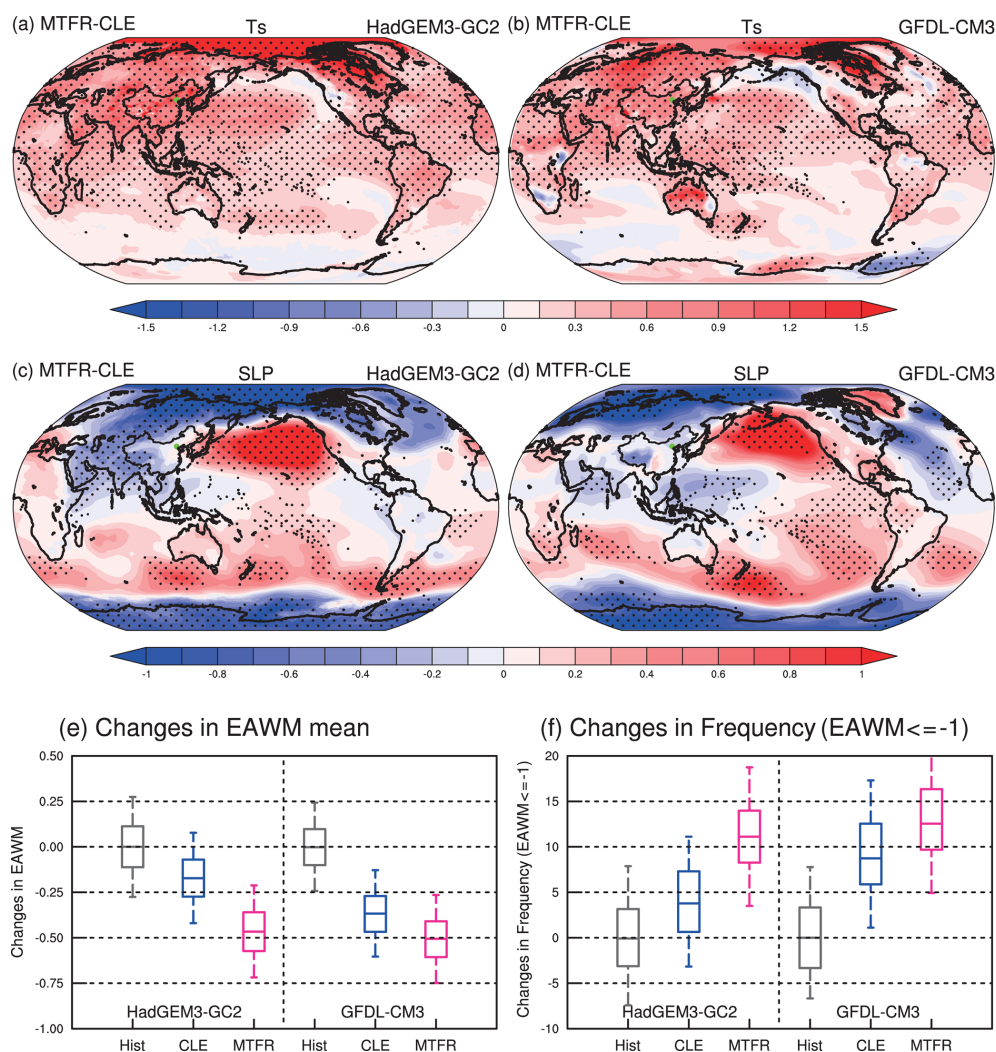 (a) MTFR-CLE Ts HadGEM3-GC2
(b) MTFR-CLE Ts GFDL-CM3
-1.5 -1.2 -0.9 -0.6 -0.3 0 0.3 0.6 0.9 1.2 1.5
(c) MTFR-CLE SLP HadGEM3-GC2
(d) MTFR-CLE SLP GFDL-CM3
-1 -0.8 -0.6 -0.4 -0.2 0 0.2 0.4 0.6 0.8 1
(e) Changes in EAWM mean
Changes in EAWM
0.50
0.25
0.00
-0.25
-0.50
-0.75
-1.00
HadGEM3-GC2 GFDL-CM3
Hist CLE MTFR Hist CLE MTFR
(f) Changes in Frequency (EAWM<=-1)
Changes in Frequency (EAWM<=-1)
20
15
10
5
0
-5
-10
HadGEM3-GC2 GFDL-CM3
Hist CLE MTFR Hist CLE MTFR